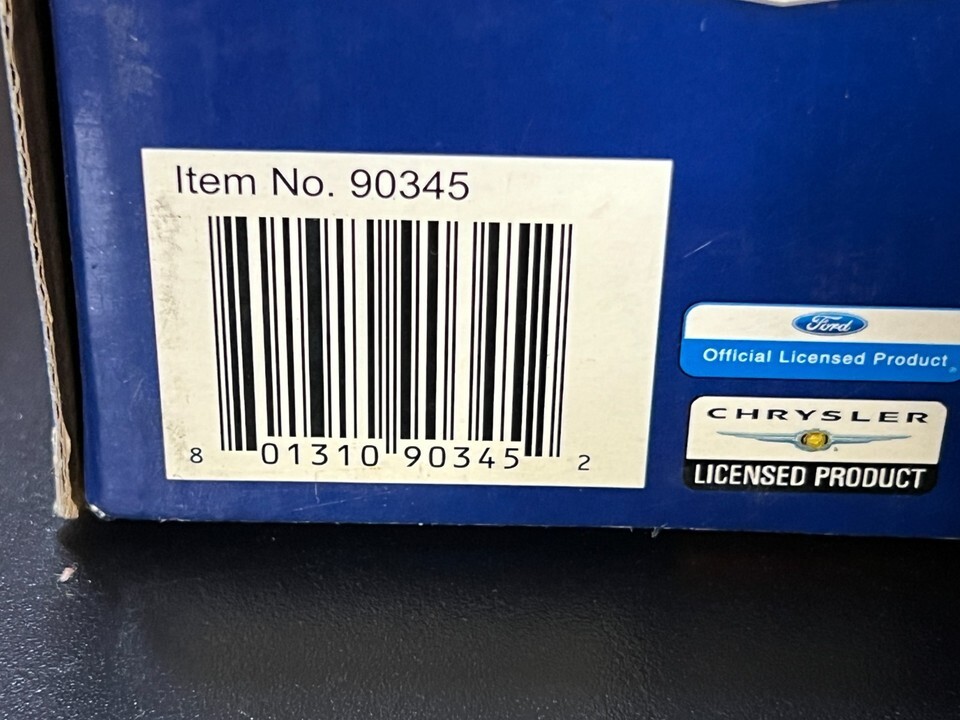 Item No. 90345
8 01310 90345 2
Ford
Official Licensed Product
CHRYSLER
LICENSED PRODUCT